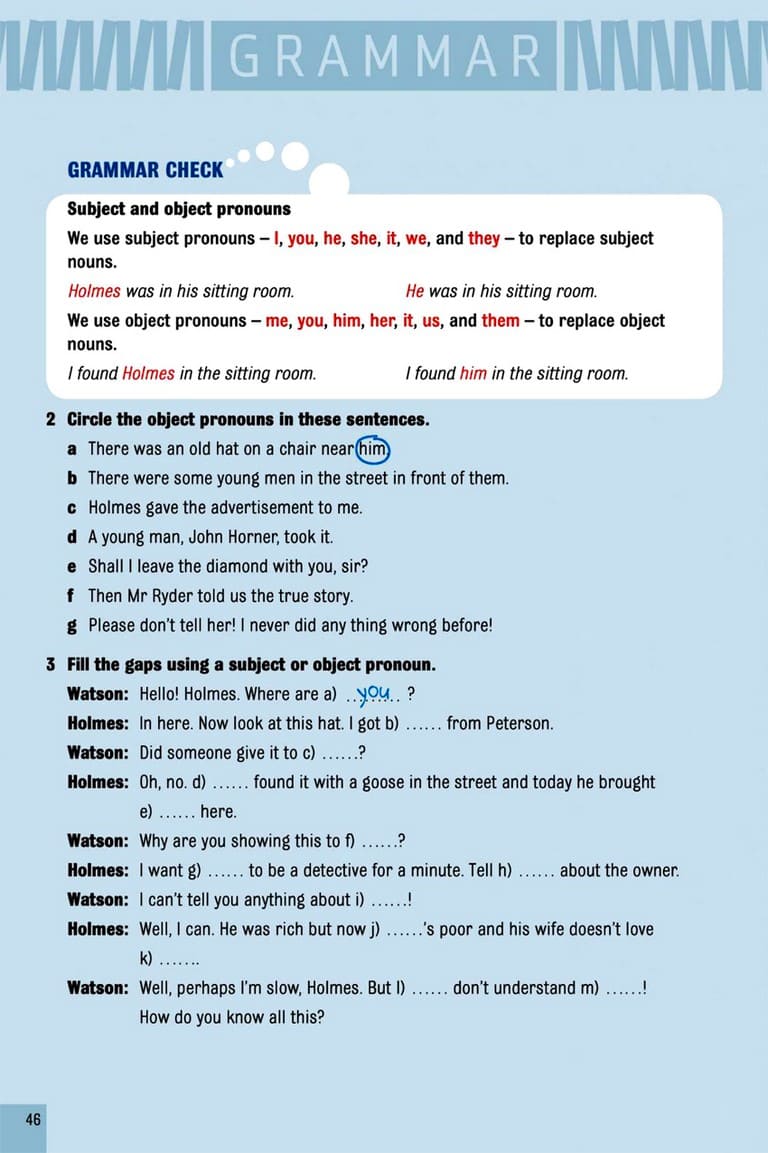 GRAMMAR
GRAMMAR CHECK
Subject and object pronouns
We use subject pronouns – I, you, he, she, it, we, and they – to replace subject
nouns.
Holmes was in his sitting room. He was in his sitting room.
We use object pronouns – me, you, him, her, it, us, and them – to replace object
nouns.
I found Holmes in the sitting room. I found him in the sitting room.
2 Circle the object pronouns in these sentences.
a There was an old hat on a chair near him.
b There were some young men in the street in front of them.
c Holmes gave the advertisement to me.
d A young man, John Horner, took it.
e Shall I leave the diamond with you, sir?
f Then Mr Ryder told us the true story.
g Please don't tell her! I never did any thing wrong before!
3 Fill the gaps using a subject or object pronoun.
Watson: Hello! Holmes. Where are a) ..you.. ?
Holmes: In here. Now look at this hat. I got b) ...... from Peterson.
Watson: Did someone give it to c) ......?
Holmes: Oh, no. d) ...... found it with a goose in the street and today he brought
e) ...... here.
Watson: Why are you showing this to f) ......?
Holmes: I want g) ...... to be a detective for a minute. Tell h) ...... about the owner.
Watson: I can't tell you anything about i) ......!
Holmes: Well, I can. He was rich but now j) ......'s poor and his wife doesn't love
k) .......
Watson: Well, perhaps I'm slow, Holmes. But l) ...... don't understand m) ......!
How do you know all this?
46